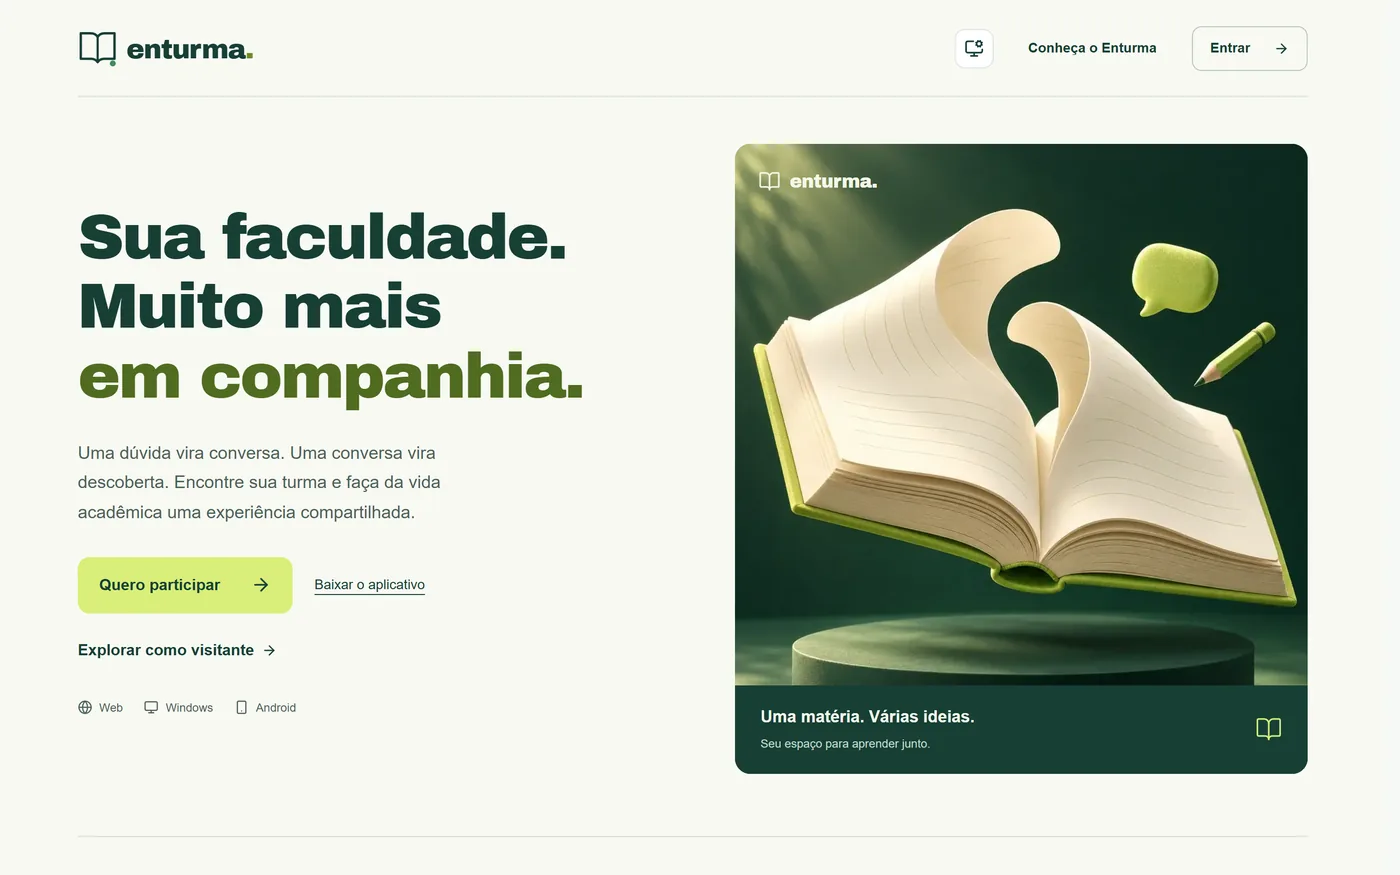 enturma.
Conheça o Enturma
Entrar
Sua faculdade.
Muito mais
em companhia.
Uma dúvida vira conversa. Uma conversa vira
descoberta. Encontre sua turma e faça da vida
acadêmica uma experiência compartilhada.
Quero participar
Baixar o aplicativo
Explorar como visitante
Web
Windows
Android
enturma.
Uma matéria. Várias ideias.
Seu espaço para aprender junto.